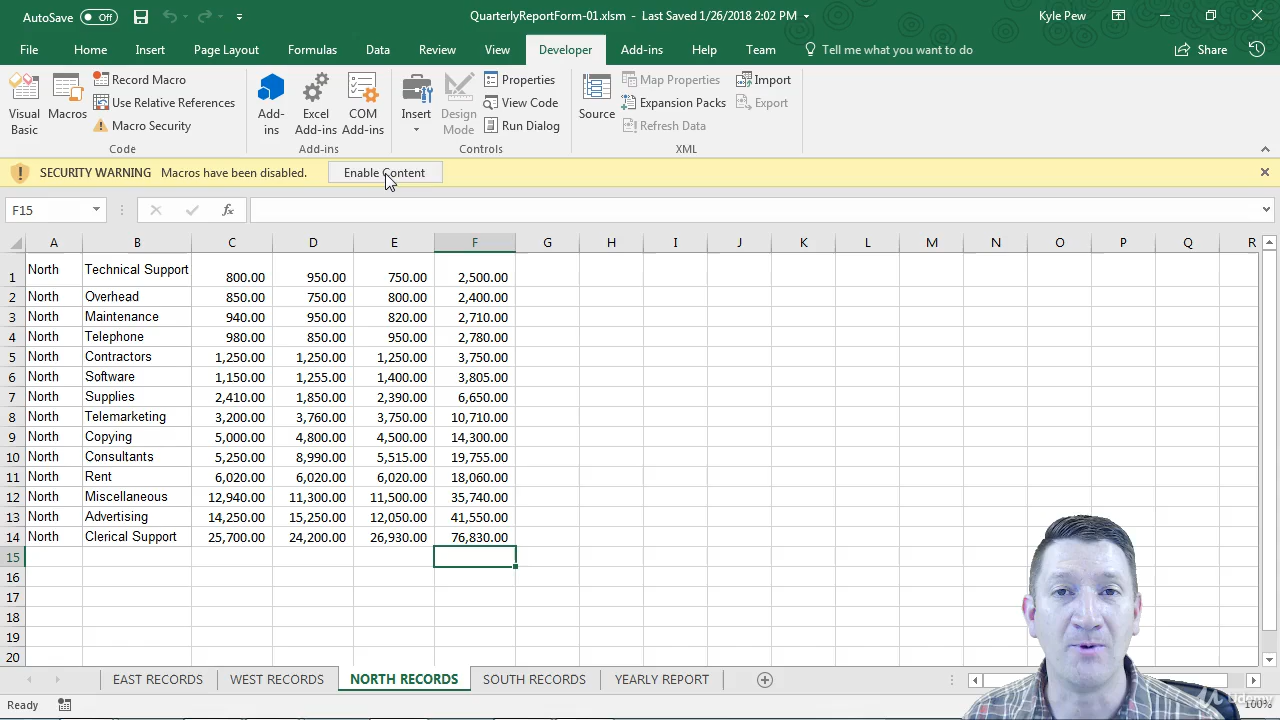 AutoSave Off QuarterlyReportForm-01.xlsm - Last Saved 1/26/2018 2:02 PM Kyle Pew
File Home Insert Page Layout Formulas Data Review View Developer Add-ins Help Team Tell me what you want to do Share
Visual Basic
Macros
Record Macro
Use Relative References
Macro Security
Code
Add-ins
Excel Add-ins
COM Add-ins
Add-ins
Insert
Design Mode
Properties
View Code
Run Dialog
Controls
Source
Map Properties
Expansion Packs
Refresh Data
Import
Export
XML
SECURITY WARNING Macros have been disabled. Enable Content
F15 fx
A B C D E F G H I J K L M N O P Q R
1 North Technical Support 800.00 950.00 750.00 2,500.00
2 North Overhead 850.00 750.00 800.00 2,400.00
3 North Maintenance 940.00 950.00 820.00 2,710.00
4 North Telephone 980.00 850.00 950.00 2,780.00
5 North Contractors 1,250.00 1,250.00 1,250.00 3,750.00
6 North Software 1,150.00 1,255.00 1,400.00 3,805.00
7 North Supplies 2,410.00 1,850.00 2,390.00 6,650.00
8 North Telemarketing 3,200.00 3,760.00 3,750.00 10,710.00
9 North Copying 5,000.00 4,800.00 4,500.00 14,300.00
10 North Consultants 5,250.00 8,990.00 5,515.00 19,755.00
11 North Rent 6,020.00 6,020.00 6,020.00 18,060.00
12 North Miscellaneous 12,940.00 11,300.00 11,500.00 35,740.00
13 North Advertising 14,250.00 15,250.00 12,050.00 41,550.00
14 North Clerical Support 25,700.00 24,200.00 26,930.00 76,830.00
15
16
17
18
19
20
EAST RECORDS WEST RECORDS NORTH RECORDS SOUTH RECORDS YEARLY REPORT
Ready 100%
Udemy